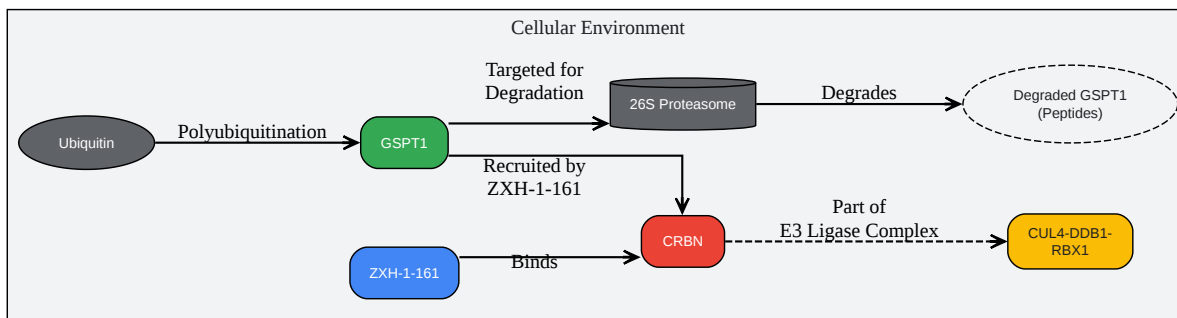 Cellular Environment
Targeted for
Degradation
26S Proteasome
Degrades
Degraded GSPT1
(Peptides)
Ubiquitin
Polyubiquitination
GSPT1
Recruited by
ZXH-1-161
CRBN
Part of
E3 Ligase Complex
CUL4-DDB1-
RBX1
ZXH-1-161
Binds